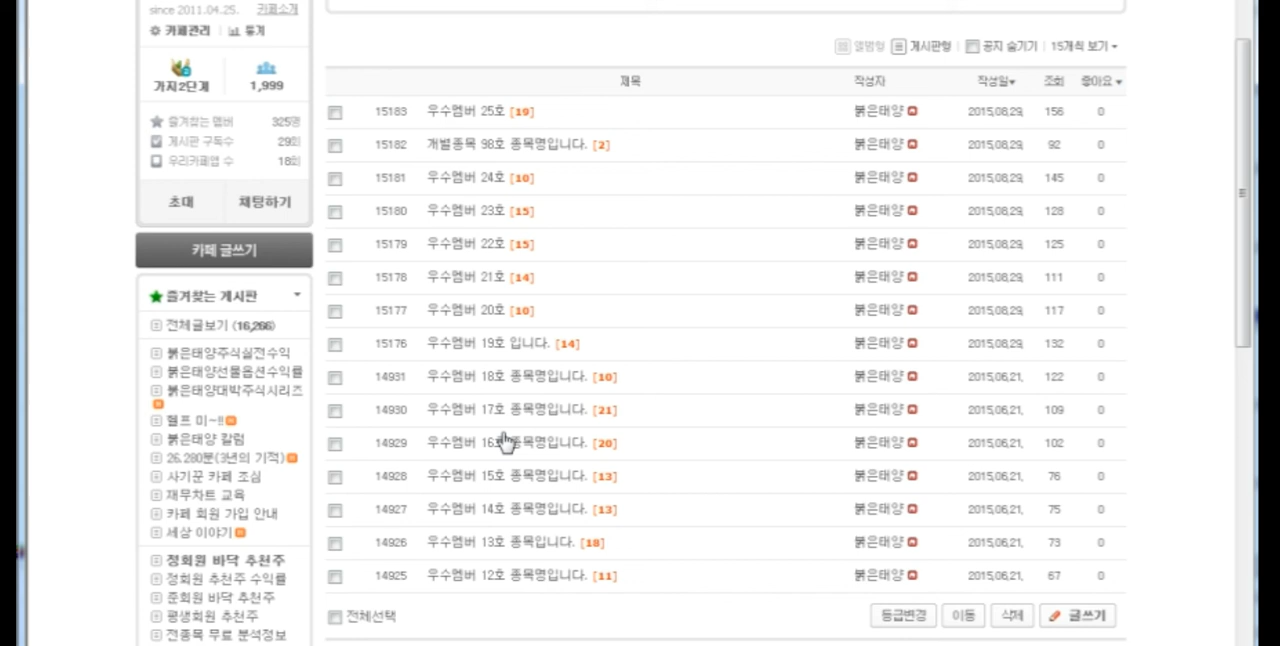 since 2011.04.25. 카페소개
카페관리 통계
가지2단계 1,999
즐겨찾는 멤버 325명
게시판 구독수 29회
우리카페앱 수 18회
초대 채팅하기
카페 글쓰기
즐겨찾는 게시판
전체글보기 (16,266)
붉은태양주식실전수익
붉은태양선물옵션수익률
붉은태양대박주식시리즈
헬프 미~!!
붉은태양 칼럼
26.280분(3년의 기적)
사기꾼 카페 조심
재무차트 교육
카페 회원 가입 안내
세상 이야기
정회원 바닥 추천주
정회원 추천주 수익률
준회원 바닥 추천주
평생회원 추천주
전종목 무료 분석정보
앨범형 게시판형 공지 숨기기 15개씩 보기
제목 작성자 작성일 조회 좋아요
15183 우수멤버 25호 [19] 붉은태양 2015.08.29. 156 0
15182 개별종목 98호 종목명입니다. [2] 붉은태양 2015.08.29. 92 0
15181 우수멤버 24호 [10] 붉은태양 2015.08.29. 145 0
15180 우수멤버 23호 [15] 붉은태양 2015.08.29. 128 0
15179 우수멤버 22호 [15] 붉은태양 2015.08.29. 125 0
15178 우수멤버 21호 [14] 붉은태양 2015.08.29. 111 0
15177 우수멤버 20호 [10] 붉은태양 2015.08.29. 117 0
15176 우수멤버 19호 입니다. [14] 붉은태양 2015.08.29. 132 0
14931 우수멤버 18호 종목명입니다. [10] 붉은태양 2015.06.21. 122 0
14930 우수멤버 17호 종목명입니다. [21] 붉은태양 2015.06.21. 109 0
14929 우수멤버 16호 종목명입니다. [20] 붉은태양 2015.06.21. 102 0
14928 우수멤버 15호 종목명입니다. [13] 붉은태양 2015.06.21. 76 0
14927 우수멤버 14호 종목명입니다. [13] 붉은태양 2015.06.21. 75 0
14926 우수멤버 13호 종목입니다. [18] 붉은태양 2015.06.21. 73 0
14925 우수멤버 12호 종목명입니다. [11] 붉은태양 2015.06.21. 67 0
전체선택 등급변경 이동 삭제 글쓰기